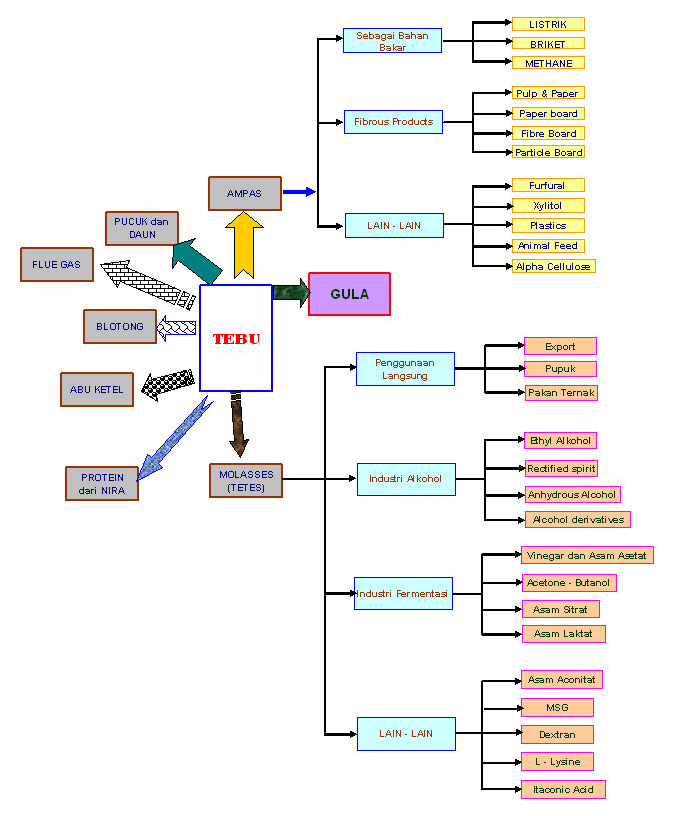 LISTRIK
Sebagai Bahan
Bakar
BRIKET
METHANE
Pulp & Paper
Paper board
Fibrous Products
Fibre Board
Particle Board
AMPAS
Furfural
Xylitol
LAIN - LAIN
Plastics
Animal Feed
Alpha Cellulose
PUCUK dan
DAUN
FLUE GAS
GULA
BLOTONG
TEBU
ABU KETEL
PROTEIN
dari NIRA
MOLASSES
(TETES)
Export
Penggunaan
Langsung
Pupuk
Pakan Ternak
Ethyl Alkohol
Rectified spirit
Industri Alkohol
Anhydrous Alcohol
Alcohol derivatives
Vinegar dan Asam Asetat
Acetone - Butanol
Industri Fermentasi
Asam Sitrat
Asam Laktat
Asam Aconitat
MSG
LAIN - LAIN
Dextran
L - Lysine
Itaconic Acid